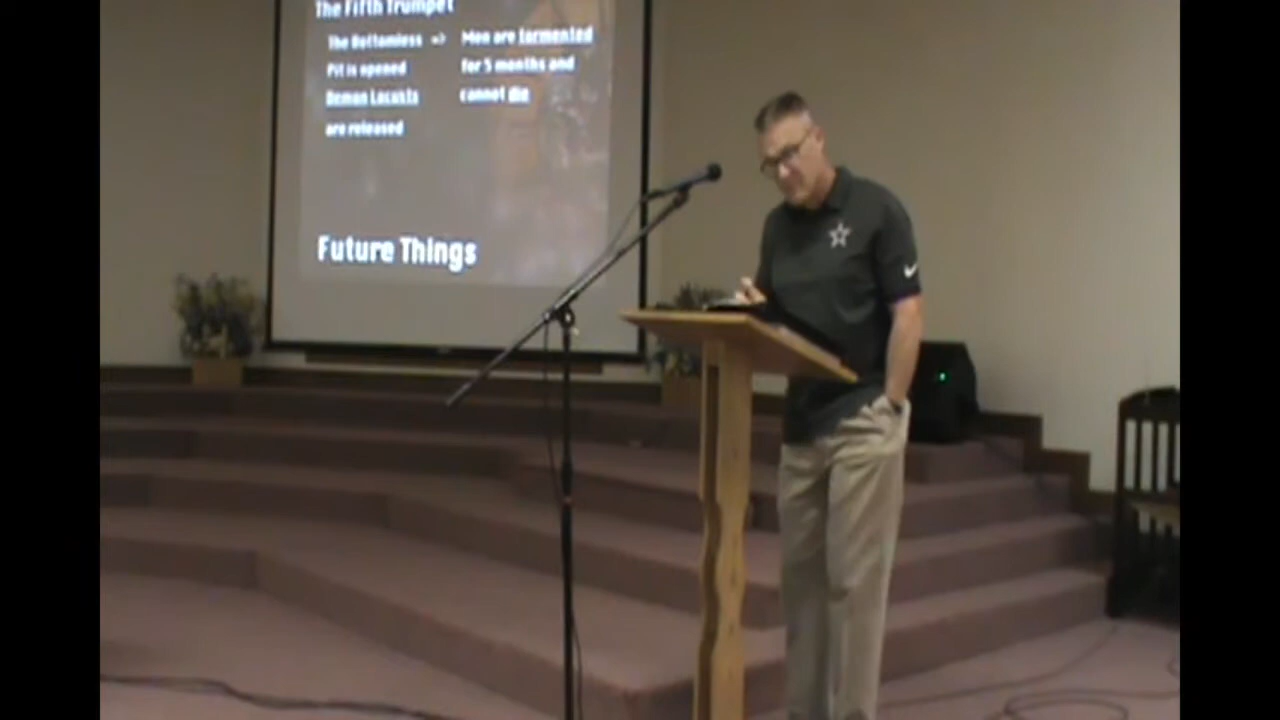 The Fifth Trumpet
The Bottomless => Men are tormented
Pit is opened for 5 months and
Demon Locusts cannot die
are released
Future Things